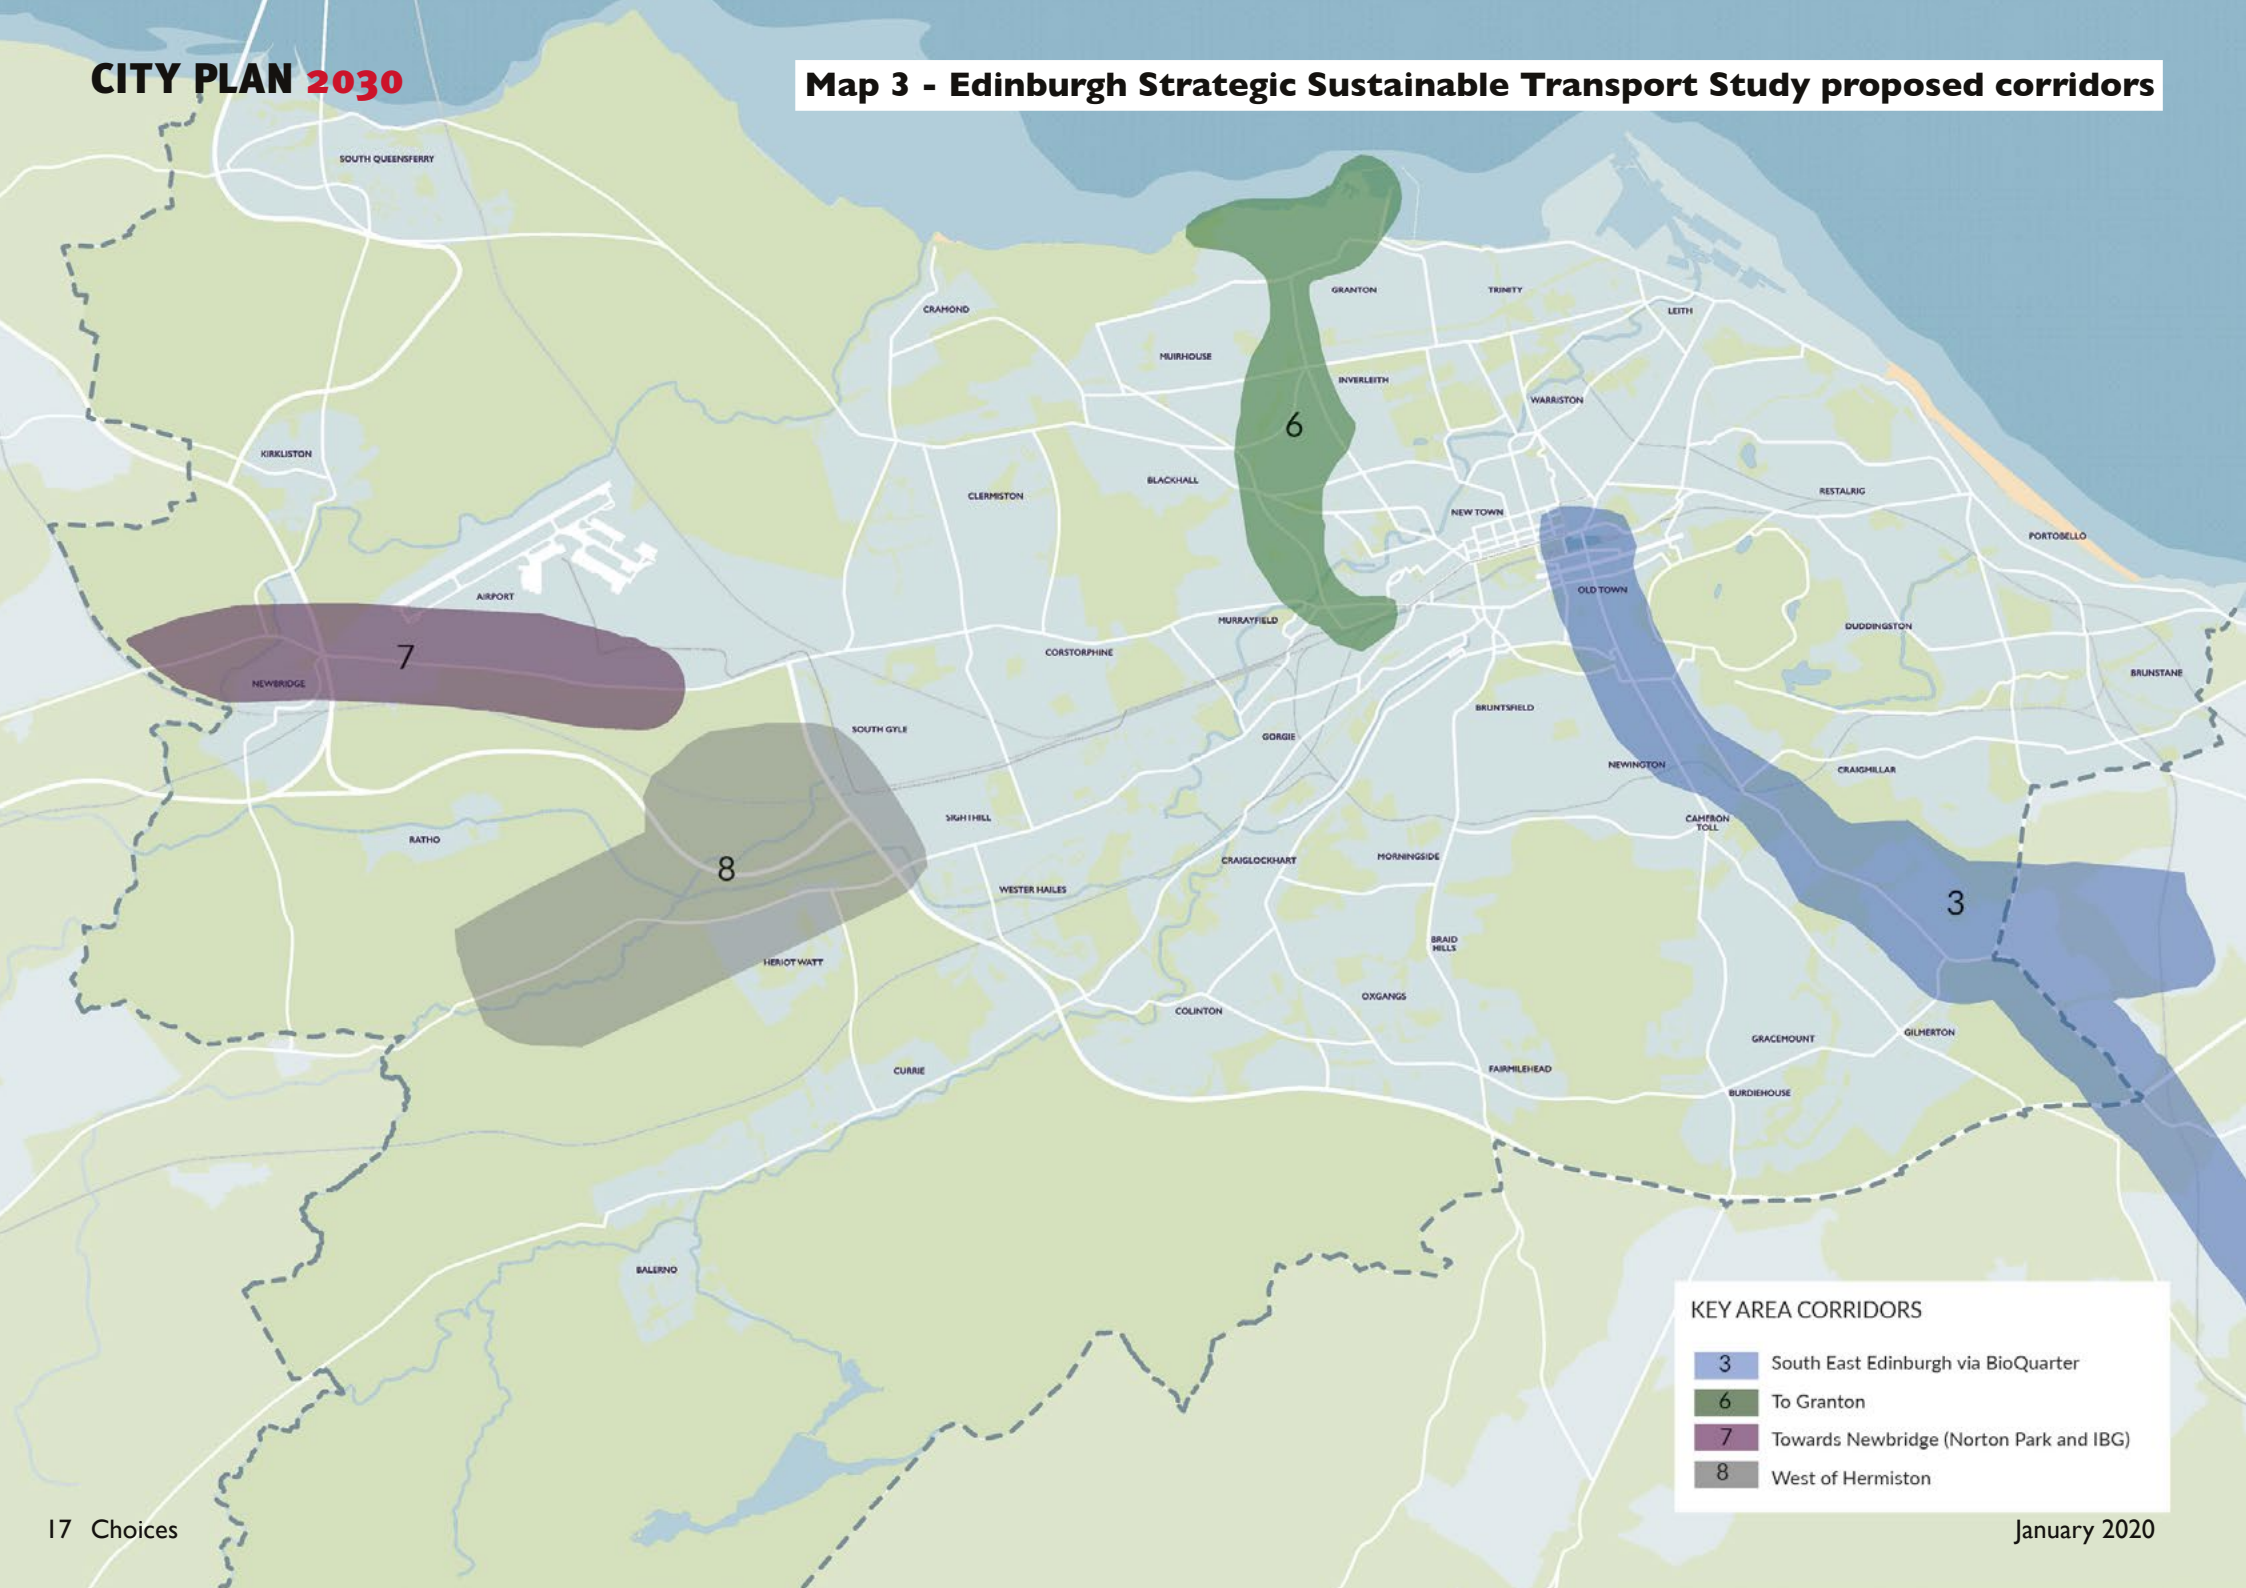 CITY PLAN 2030
Map 3 - Edinburgh Strategic Sustainable Transport Study proposed corridors
SOUTH QUEENSFERRY
GRANTON
TRINITY
CRAMOND
LEITH
MUIRHOUSE
INVERLEITH
WARRISTON
6
KIRKLISTON
BLACKHALL
CLERMISTON
RESTALRIG
NEW TOWN
PORTOBELLO
AIRPORT
OLD TOWN
MURRAYFIELD
DUDDINGSTON
CORSTORPHINE
7
BRUNSTANE
NEWBRIDGE
BRUNTSFIELD
SOUTH GYLE
GORGIE
NEWINGTON
CRAIGMILLAR
SIGHTHILL
CAMERON
TOLL
RATHO
CRAIGLOCKHART
MORNINGSIDE
8
WESTER HAILES
3
BRAID
HILLS
HERIOT WATT
OXGANGS
COLINTON
GILMERTON
GRACEMOUNT
CURRIE
FAIRMILEHEAD
BURDIEHOUSE
BALERNO
KEY AREA CORRIDORS
3 South East Edinburgh via BioQuarter
6 To Granton
7 Towards Newbridge (Norton Park and IBG)
8 West of Hermiston
17 Choices
January 2020